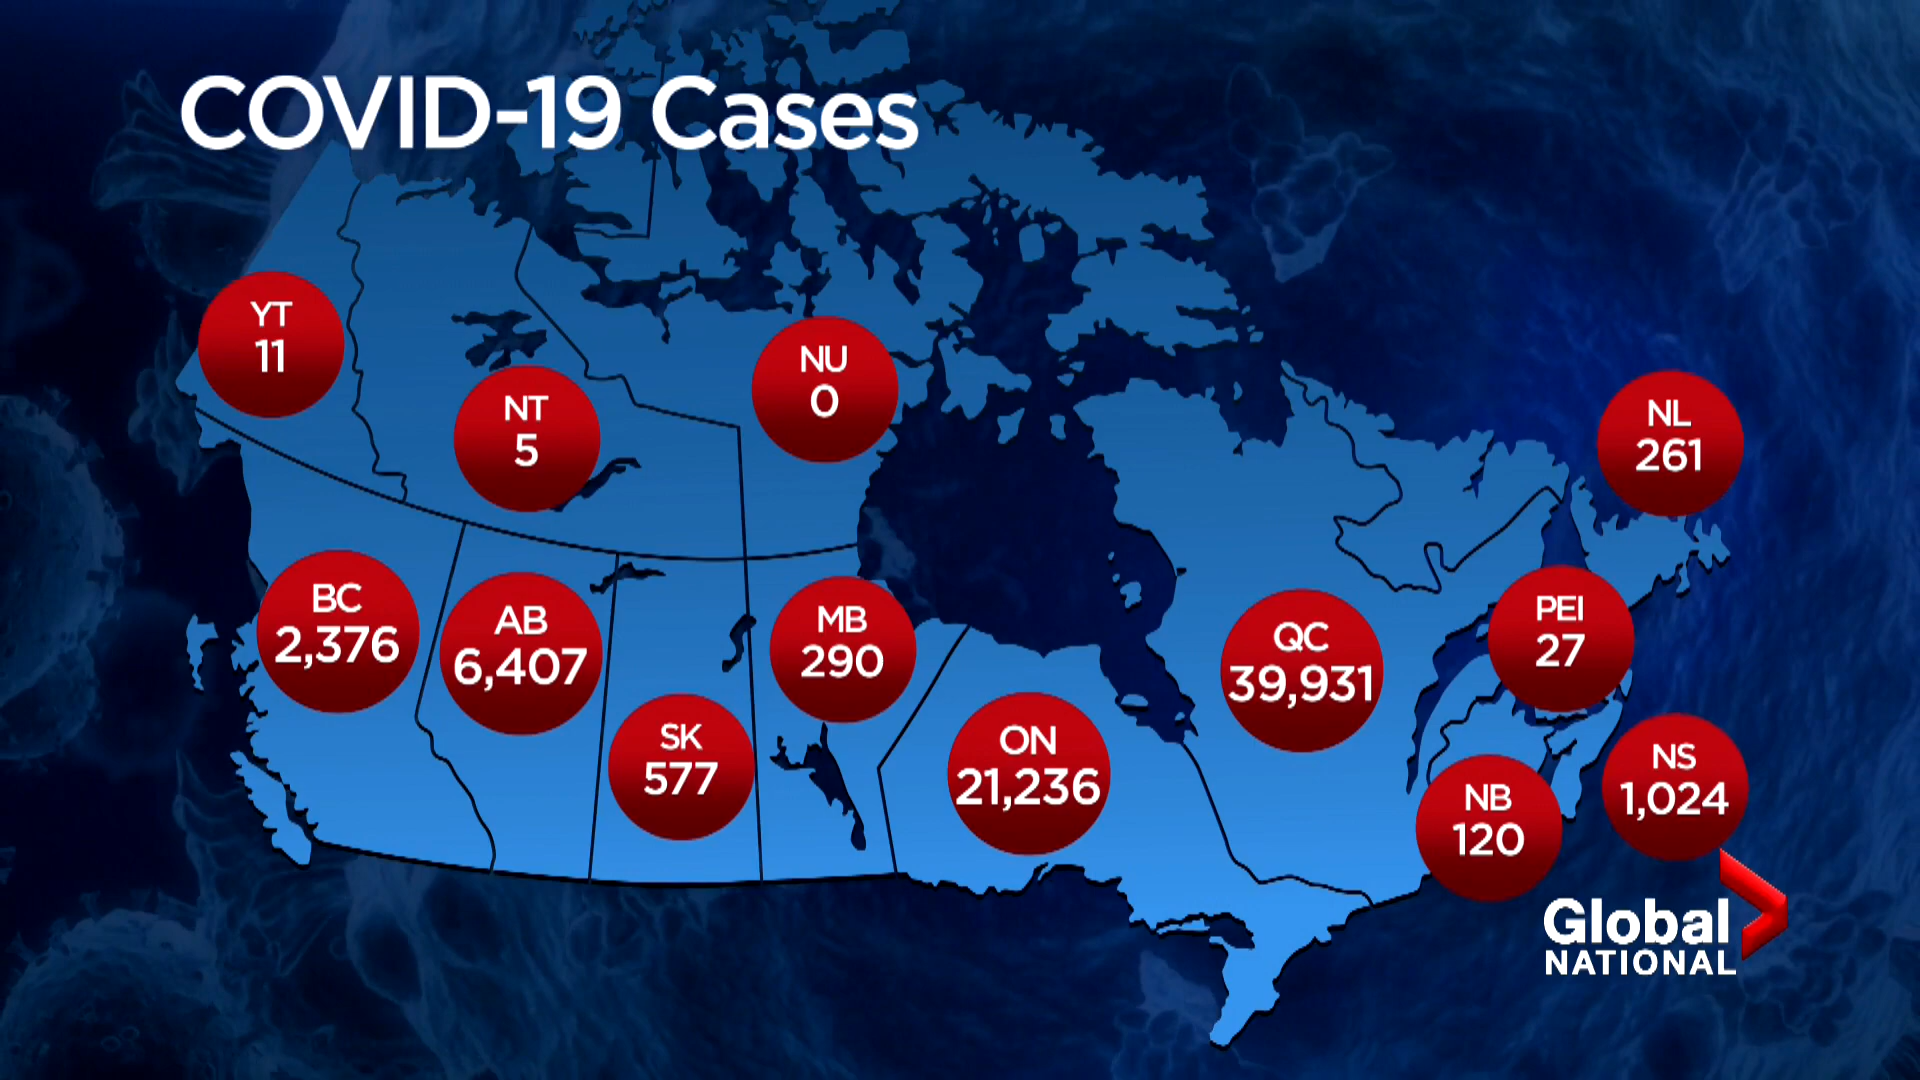 COVID-19 Cases
YT
11
NT
5
NU
0
NL
261
BC
2,376
AB
6,407
SK
577
MB
290
ON
21,236
QC
39,931
PEI
27
NB
120
NS
1,024
Global
NATIONAL